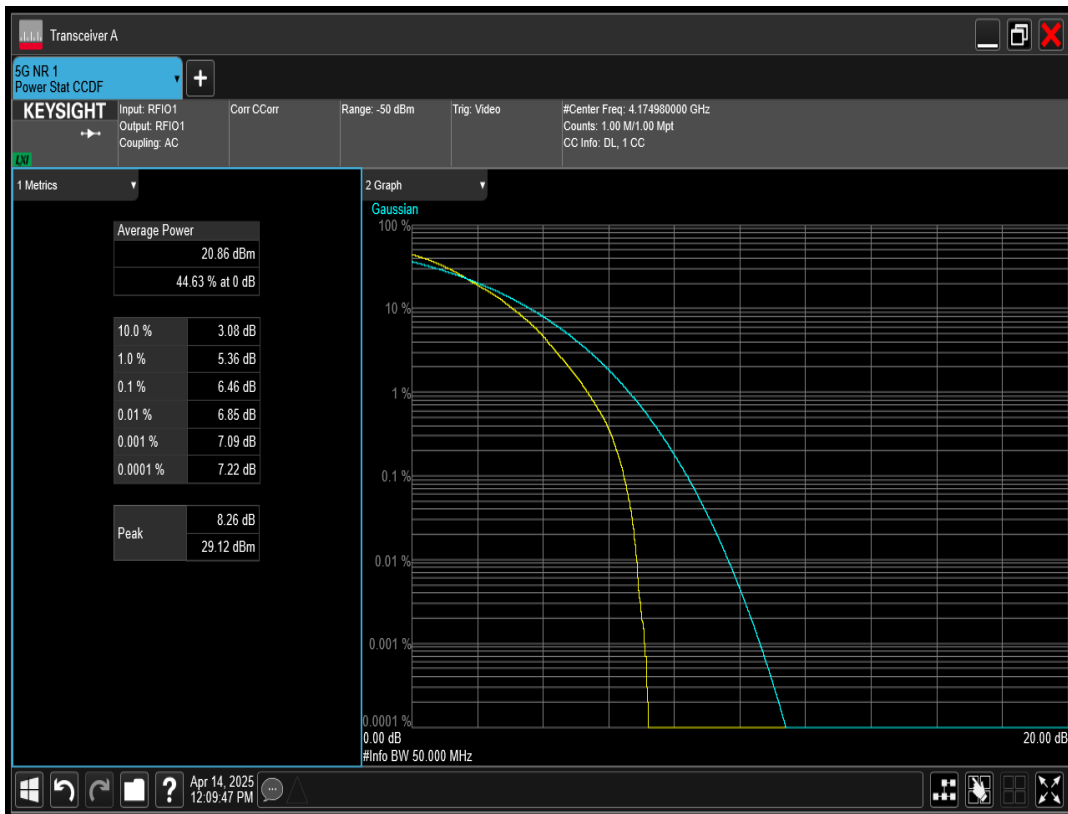 Transceiver A
5G NR 1
Power Stat CCDF
+
KEYSIGHT
LXI
Input: RFIO1
Output: RFIO1
Coupling: AC
Corr CCorr
Range: -50 dBm
Trig: Video
#Center Freq: 4.174980000 GHz
Counts: 1.00 M/1.00 Mpt
CC Info: DL, 1 CC
1 Metrics
Average Power
20.86 dBm
44.63 % at 0 dB
10.0 % 3.08 dB
1.0 % 5.36 dB
0.1 % 6.46 dB
0.01 % 6.85 dB
0.001 % 7.09 dB
0.0001 % 7.22 dB
Peak
8.26 dB
29.12 dBm
2 Graph
Gaussian
100 %
10 %
1 %
0.1 %
0.01 %
0.001 %
0.0001 %
0.00 dB 20.00 dB
#Info BW 50.000 MHz
?
Apr 14, 2025
12:09:47 PM